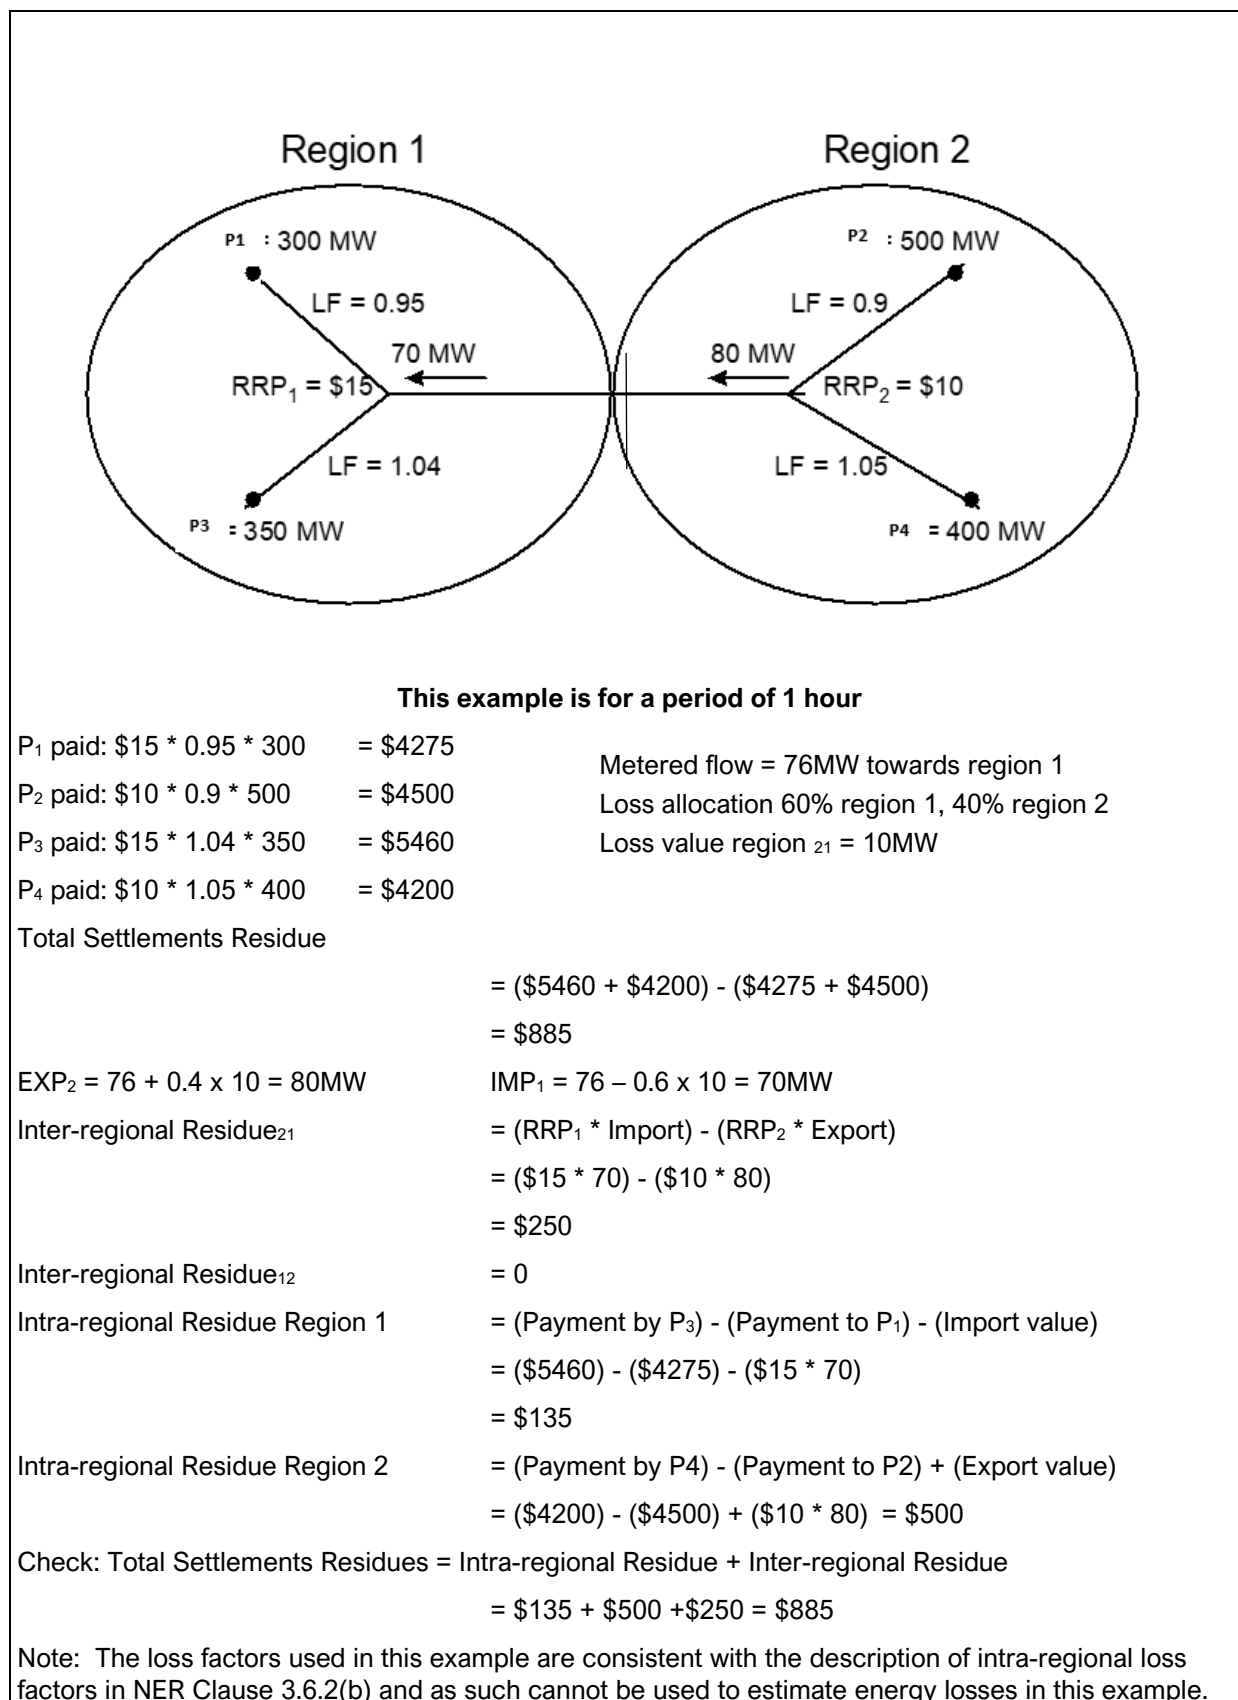 Region 1
Region 2
P1 : 300 MW
P2 : 500 MW
LF = 0.95
LF = 0.9
70 MW
80 MW
RRP₁ = $15
RRP₂ = $10
LF = 1.04
LF = 1.05
P3 : 350 MW
P4 = 400 MW
This example is for a period of 1 hour
P₁ paid: $15 * 0.95 * 300 = $4275
P₂ paid: $10 * 0.9 * 500 = $4500
P₃ paid: $15 * 1.04 * 350 = $5460
P₄ paid: $10 * 1.05 * 400 = $4200
Metered flow = 76MW towards region 1
Loss allocation 60% region 1, 40% region 2
Loss value region ₂₁ = 10MW
Total Settlements Residue
= ($5460 + $4200) - ($4275 + $4500)
= $885
EXP₂ = 76 + 0.4 x 10 = 80MW IMP₁ = 76 – 0.6 x 10 = 70MW
Inter-regional Residue₂₁ = (RRP₁ * Import) - (RRP₂ * Export)
= ($15 * 70) - ($10 * 80)
= $250
Inter-regional Residue₁₂ = 0
Intra-regional Residue Region 1 = (Payment by P₃) - (Payment to P₁) - (Import value)
= ($5460) - ($4275) - ($15 * 70)
= $135
Intra-regional Residue Region 2 = (Payment by P4) - (Payment to P2) + (Export value)
= ($4200) - ($4500) + ($10 * 80) = $500
Check: Total Settlements Residues = Intra-regional Residue + Inter-regional Residue
= $135 + $500 +$250 = $885
Note: The loss factors used in this example are consistent with the description of intra-regional loss
factors in NER Clause 3.6.2(b) and as such cannot be used to estimate energy losses in this example.